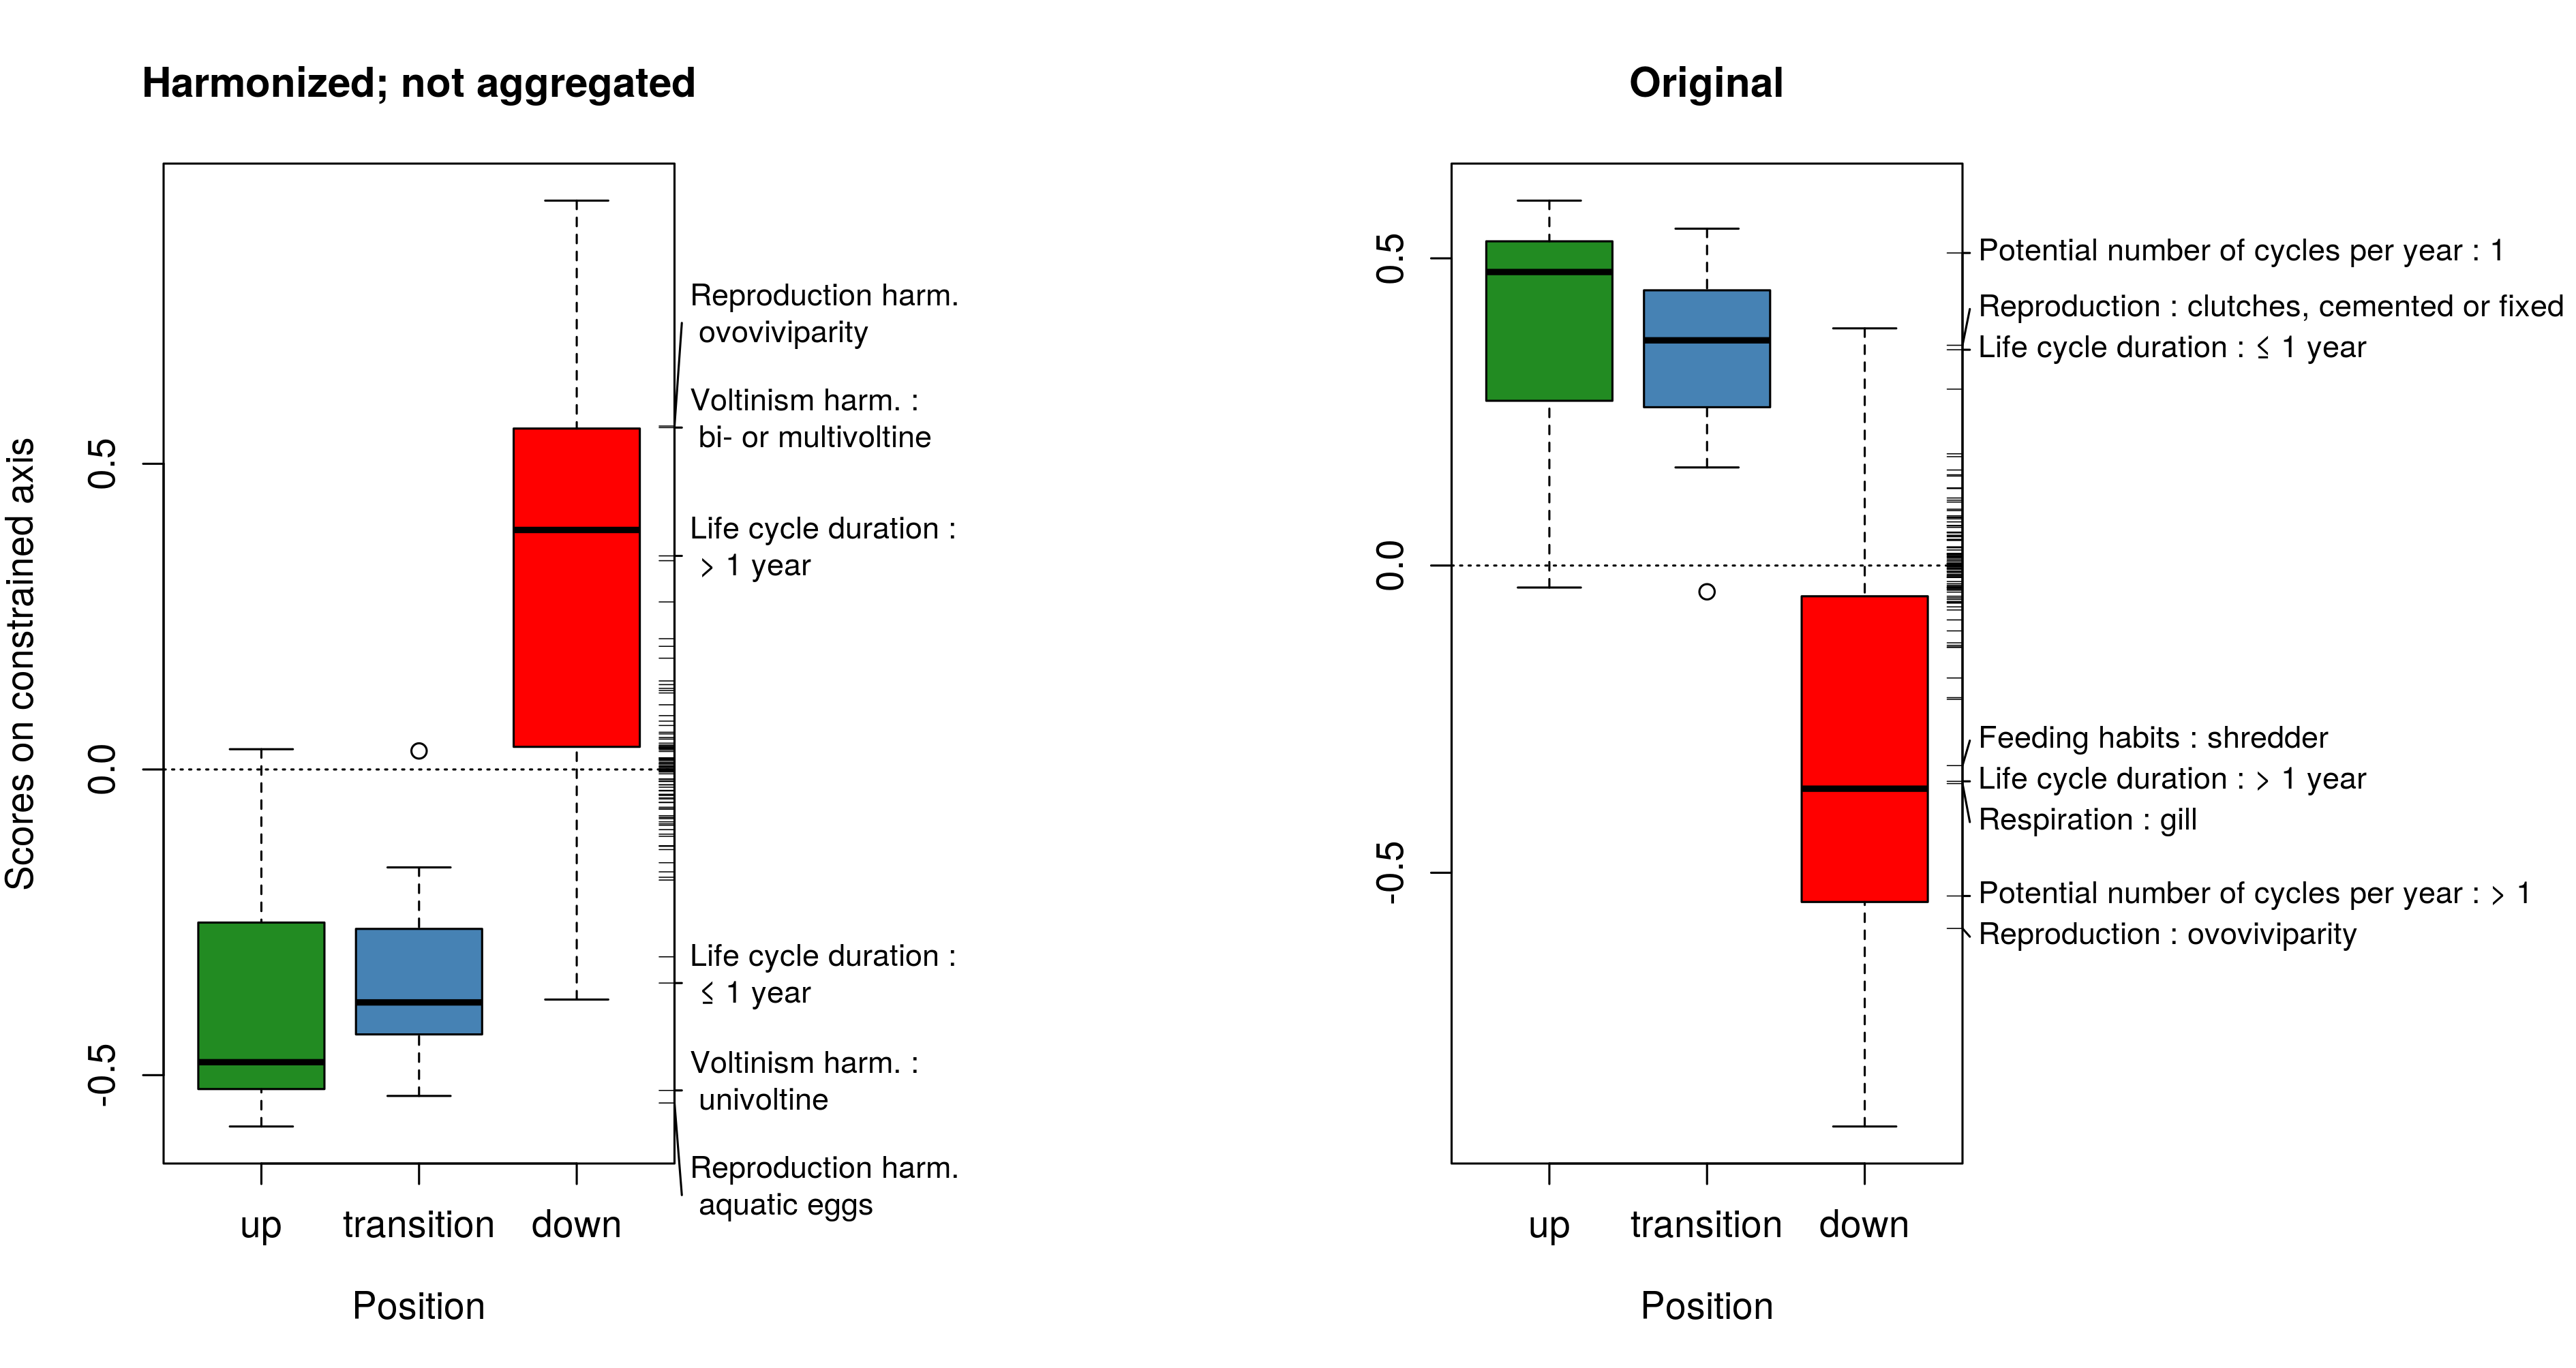 Harmonized; not aggregated
Scores on constrained axis
0.5
0.0
-0.5
Reproduction harm.
ovoviviparity
Voltinism harm. :
bi- or multivoltine
Life cycle duration :
> 1 year
Life cycle duration :
≤ 1 year
Voltinism harm. :
univoltine
Reproduction harm.
aquatic eggs
up
transition
down
Position
Original
0.5
0.0
-0.5
Potential number of cycles per year : 1
Reproduction : clutches, cemented or fixed
Life cycle duration : ≤ 1 year
Feeding habits : shredder
Life cycle duration : > 1 year
Respiration : gill
Potential number of cycles per year : > 1
Reproduction : ovoviviparity
up
transition
down
Position